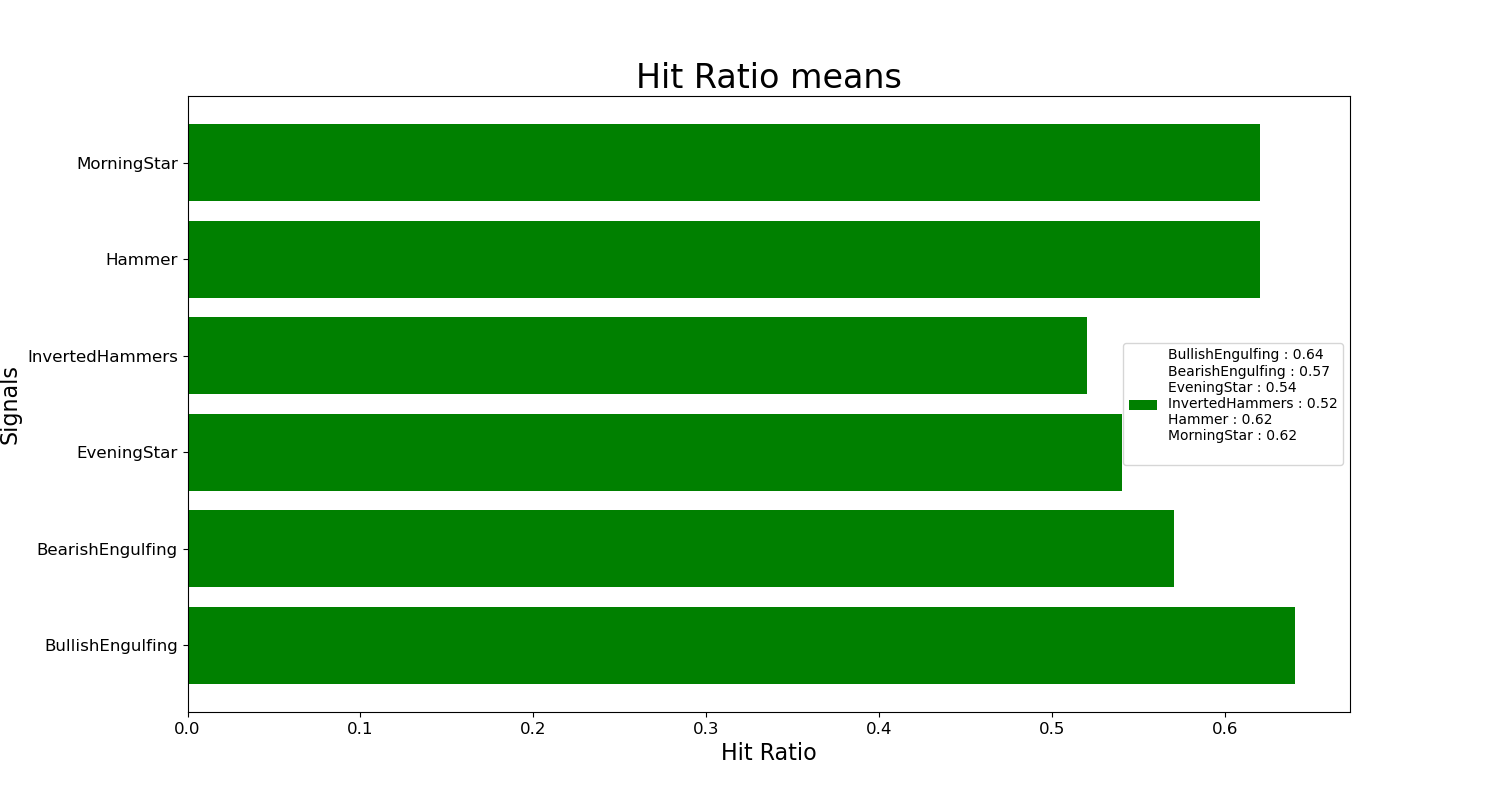 Hit Ratio means
Signals
MorningStar
Hammer
InvertedHammers
EveningStar
BearishEngulfing
BullishEngulfing
BullishEngulfing : 0.64
BearishEngulfing : 0.57
EveningStar : 0.54
InvertedHammers : 0.52
Hammer : 0.62
MorningStar : 0.62
0.0 0.1 0.2 0.3 0.4 0.5 0.6
Hit Ratio